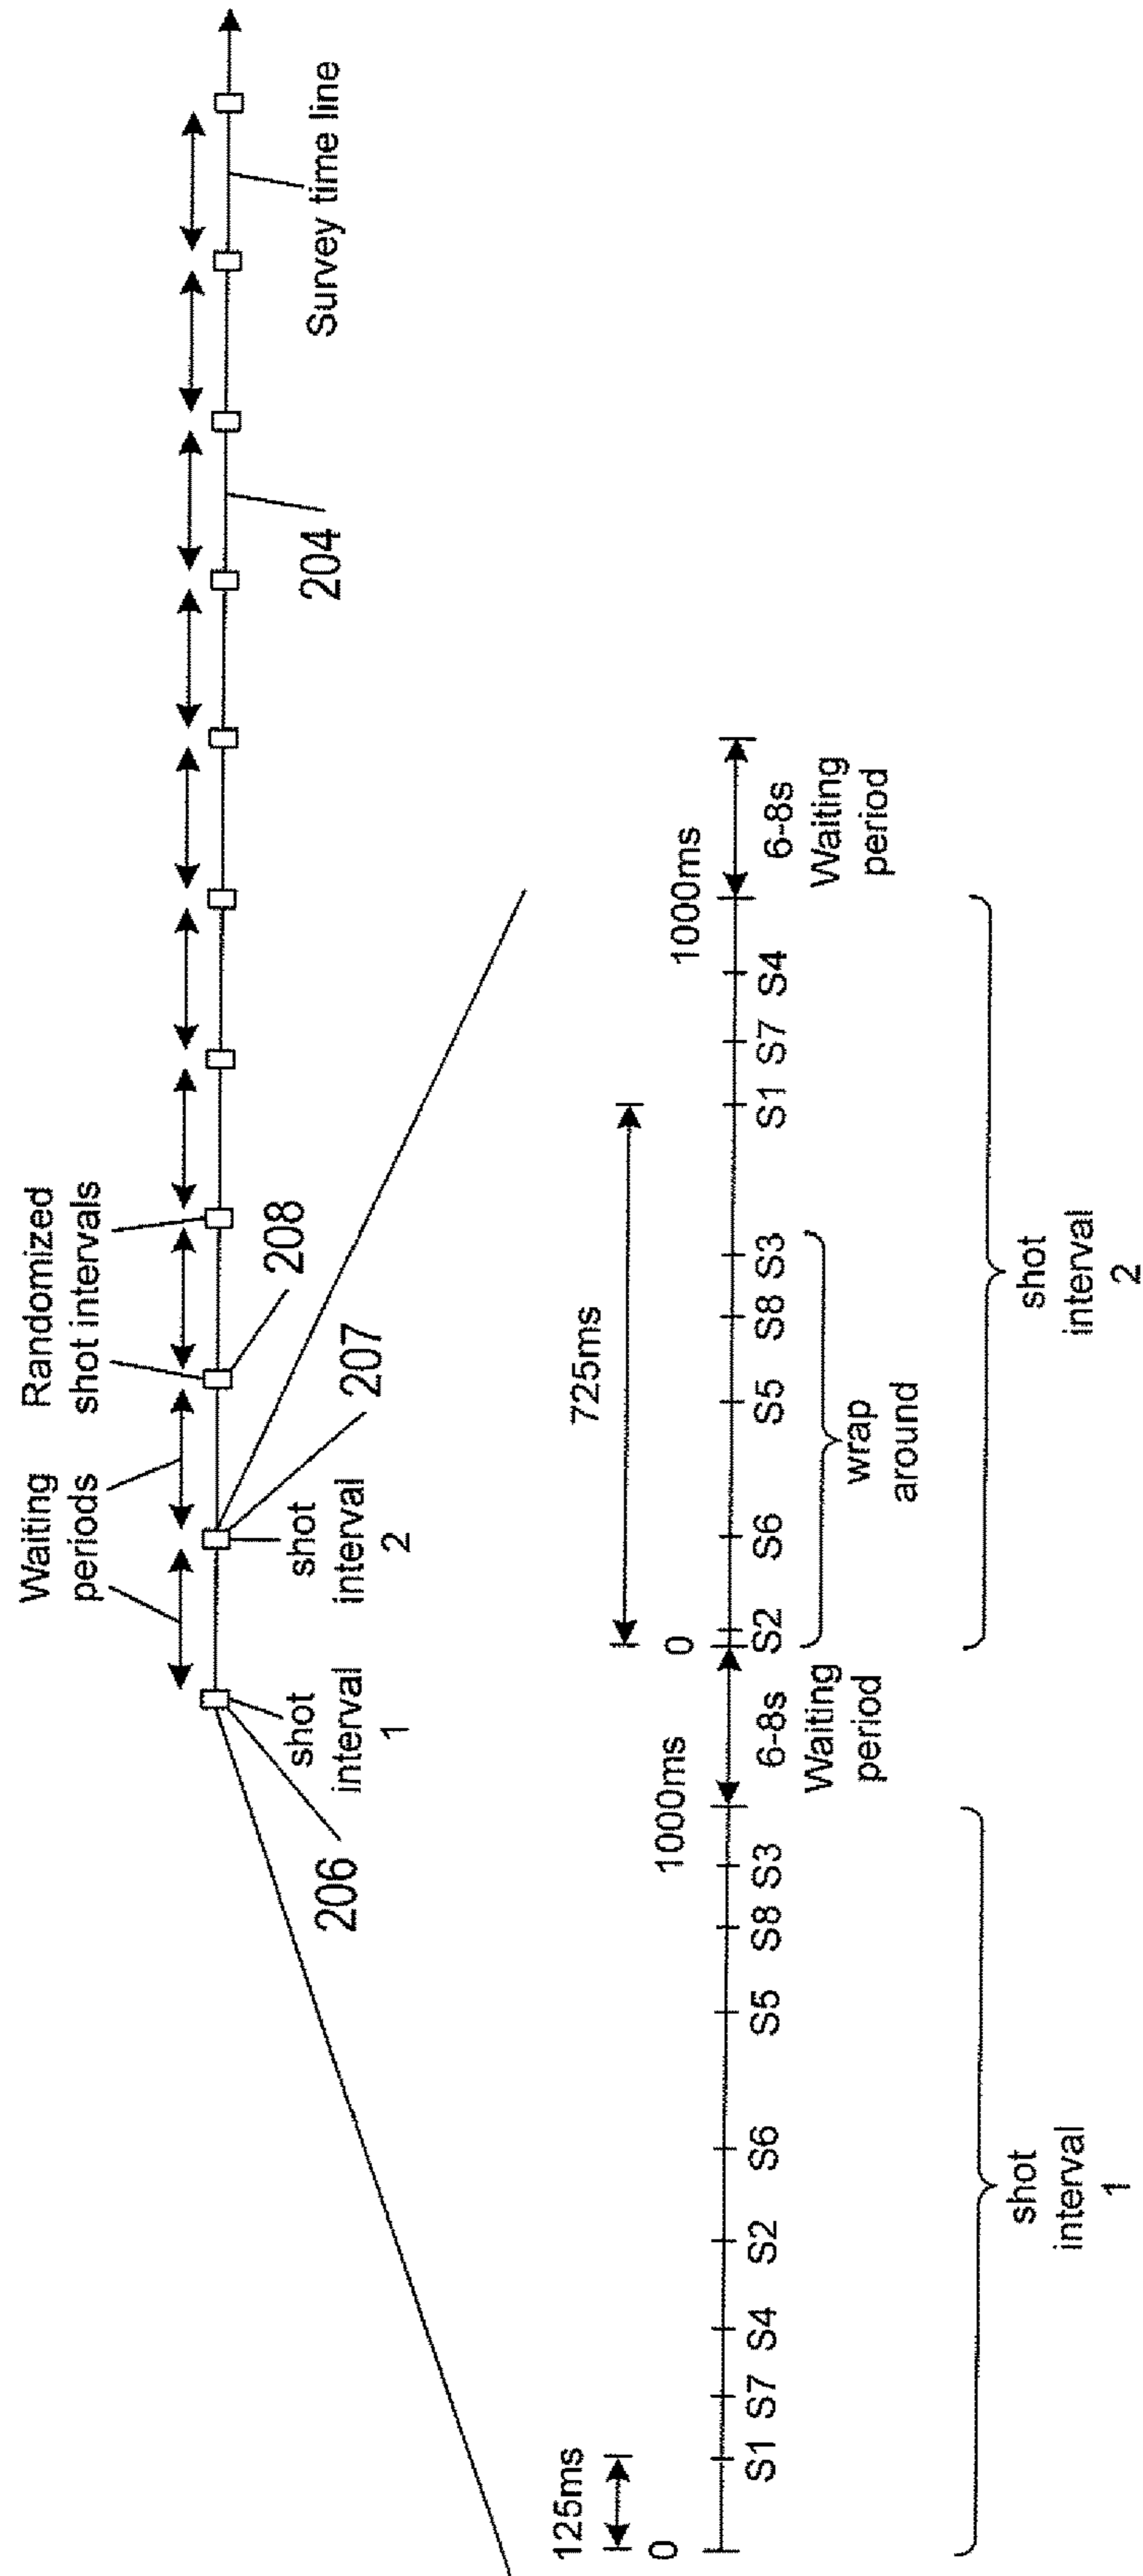 Waiting
periods
Randomized
shot intervals
208
207
206
shot
interval
1
shot
interval
2
204
Survey time line
125ms
0
S1 S7 S4 S2 S6 S5 S8 S3
1000ms
6-8s
Waiting
period
shot
interval
1
725ms
0
S2 S6 S5 S8 S3 S1 S7 S4
wrap
around
1000ms
6-8s
Waiting
period
shot
interval
2